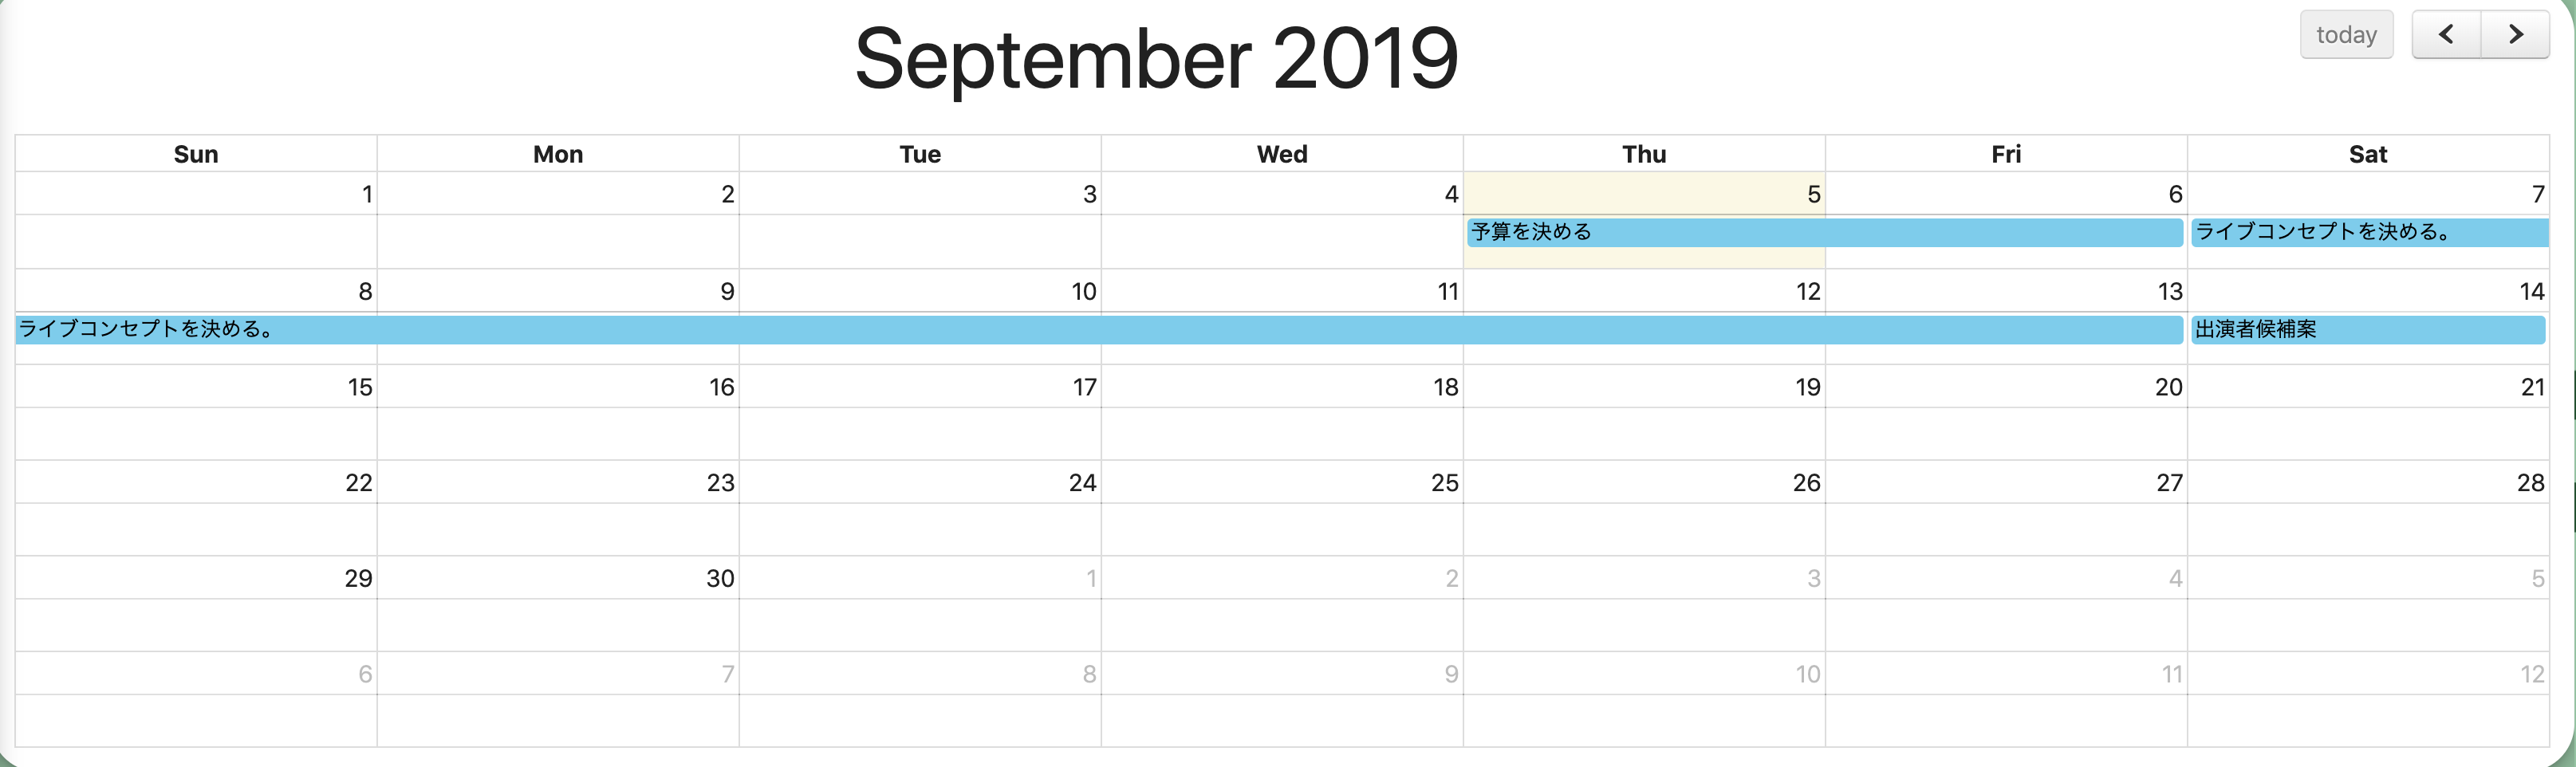 September 2019
today
Sun Mon Tue Wed Thu Fri Sat
1 2 3 4 5 6 7
予算を決める ライブコンセプトを決める。
8 9 10 11 12 13 14
ライブコンセプトを決める。 出演者候補案
15 16 17 18 19 20 21
22 23 24 25 26 27 28
29 30 1 2 3 4 5
6 7 8 9 10 11 12